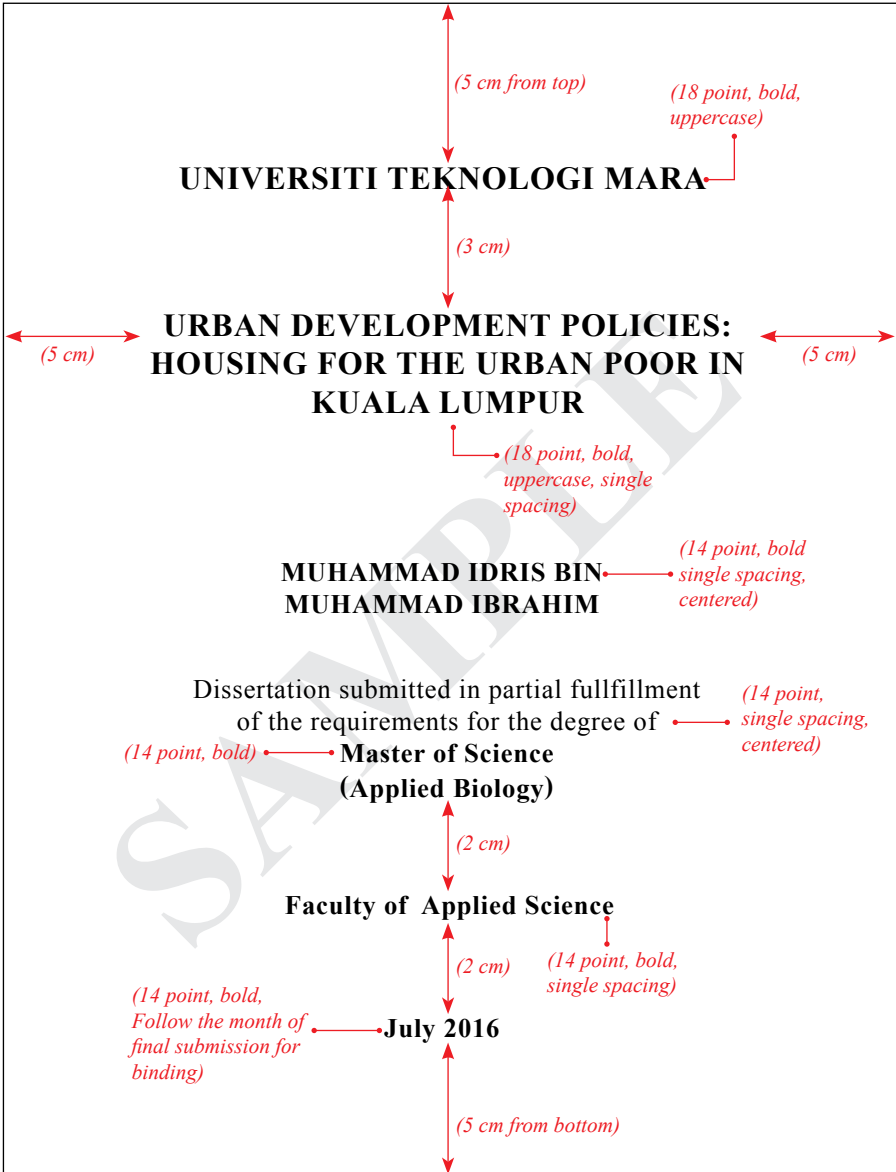 (5 cm from top)
(18 point, bold,
uppercase)
UNIVERSITI TEKNOLOGI MARA
(3 cm)
URBAN DEVELOPMENT POLICIES:
HOUSING FOR THE URBAN POOR IN
KUALA LUMPUR
(5 cm)
(5 cm)
(18 point, bold,
uppercase, single
spacing)
MUHAMMAD IDRIS BIN
MUHAMMAD IBRAHIM
(14 point, bold
single spacing,
centered)
Dissertation submitted in partial fullfillment
of the requirements for the degree of
(14 point,
single spacing,
centered)
(14 point, bold)
Master of Science
(Applied Biology)
(2 cm)
Faculty of Applied Science
(2 cm)
(14 point, bold,
single spacing)
(14 point, bold,
Follow the month of
final submission for
binding)
July 2016
(5 cm from bottom)
SAMPLE